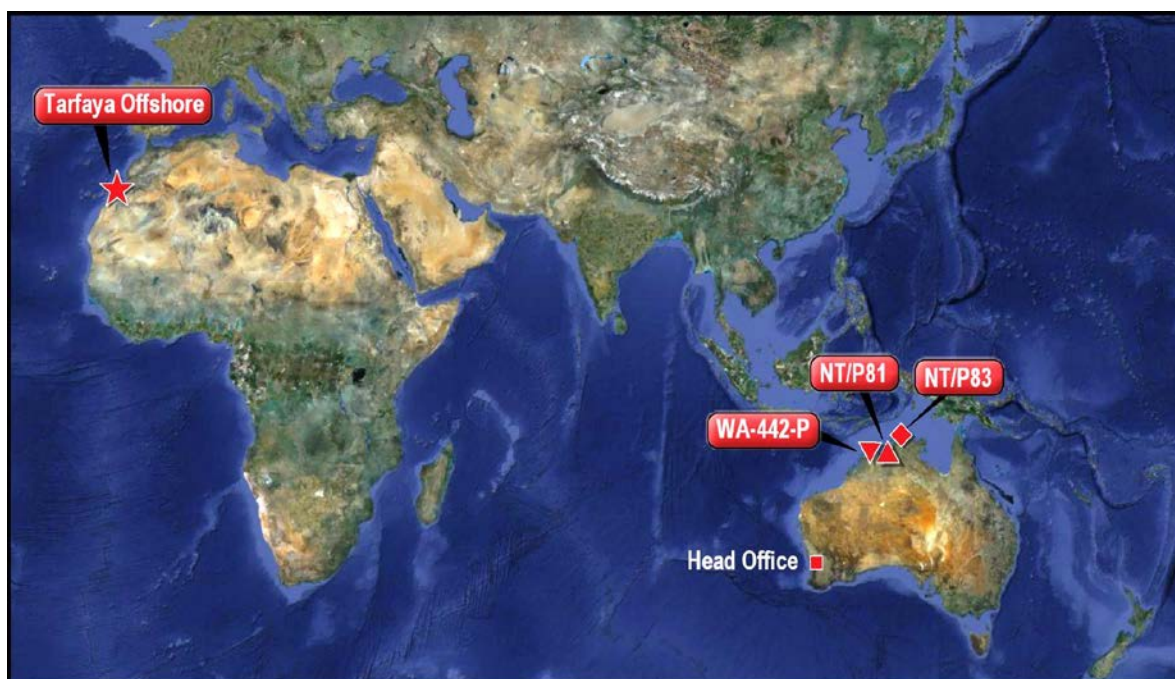 Tarfaya Offshore
NT/P81
NT/P83
WA-442-P
Head Office